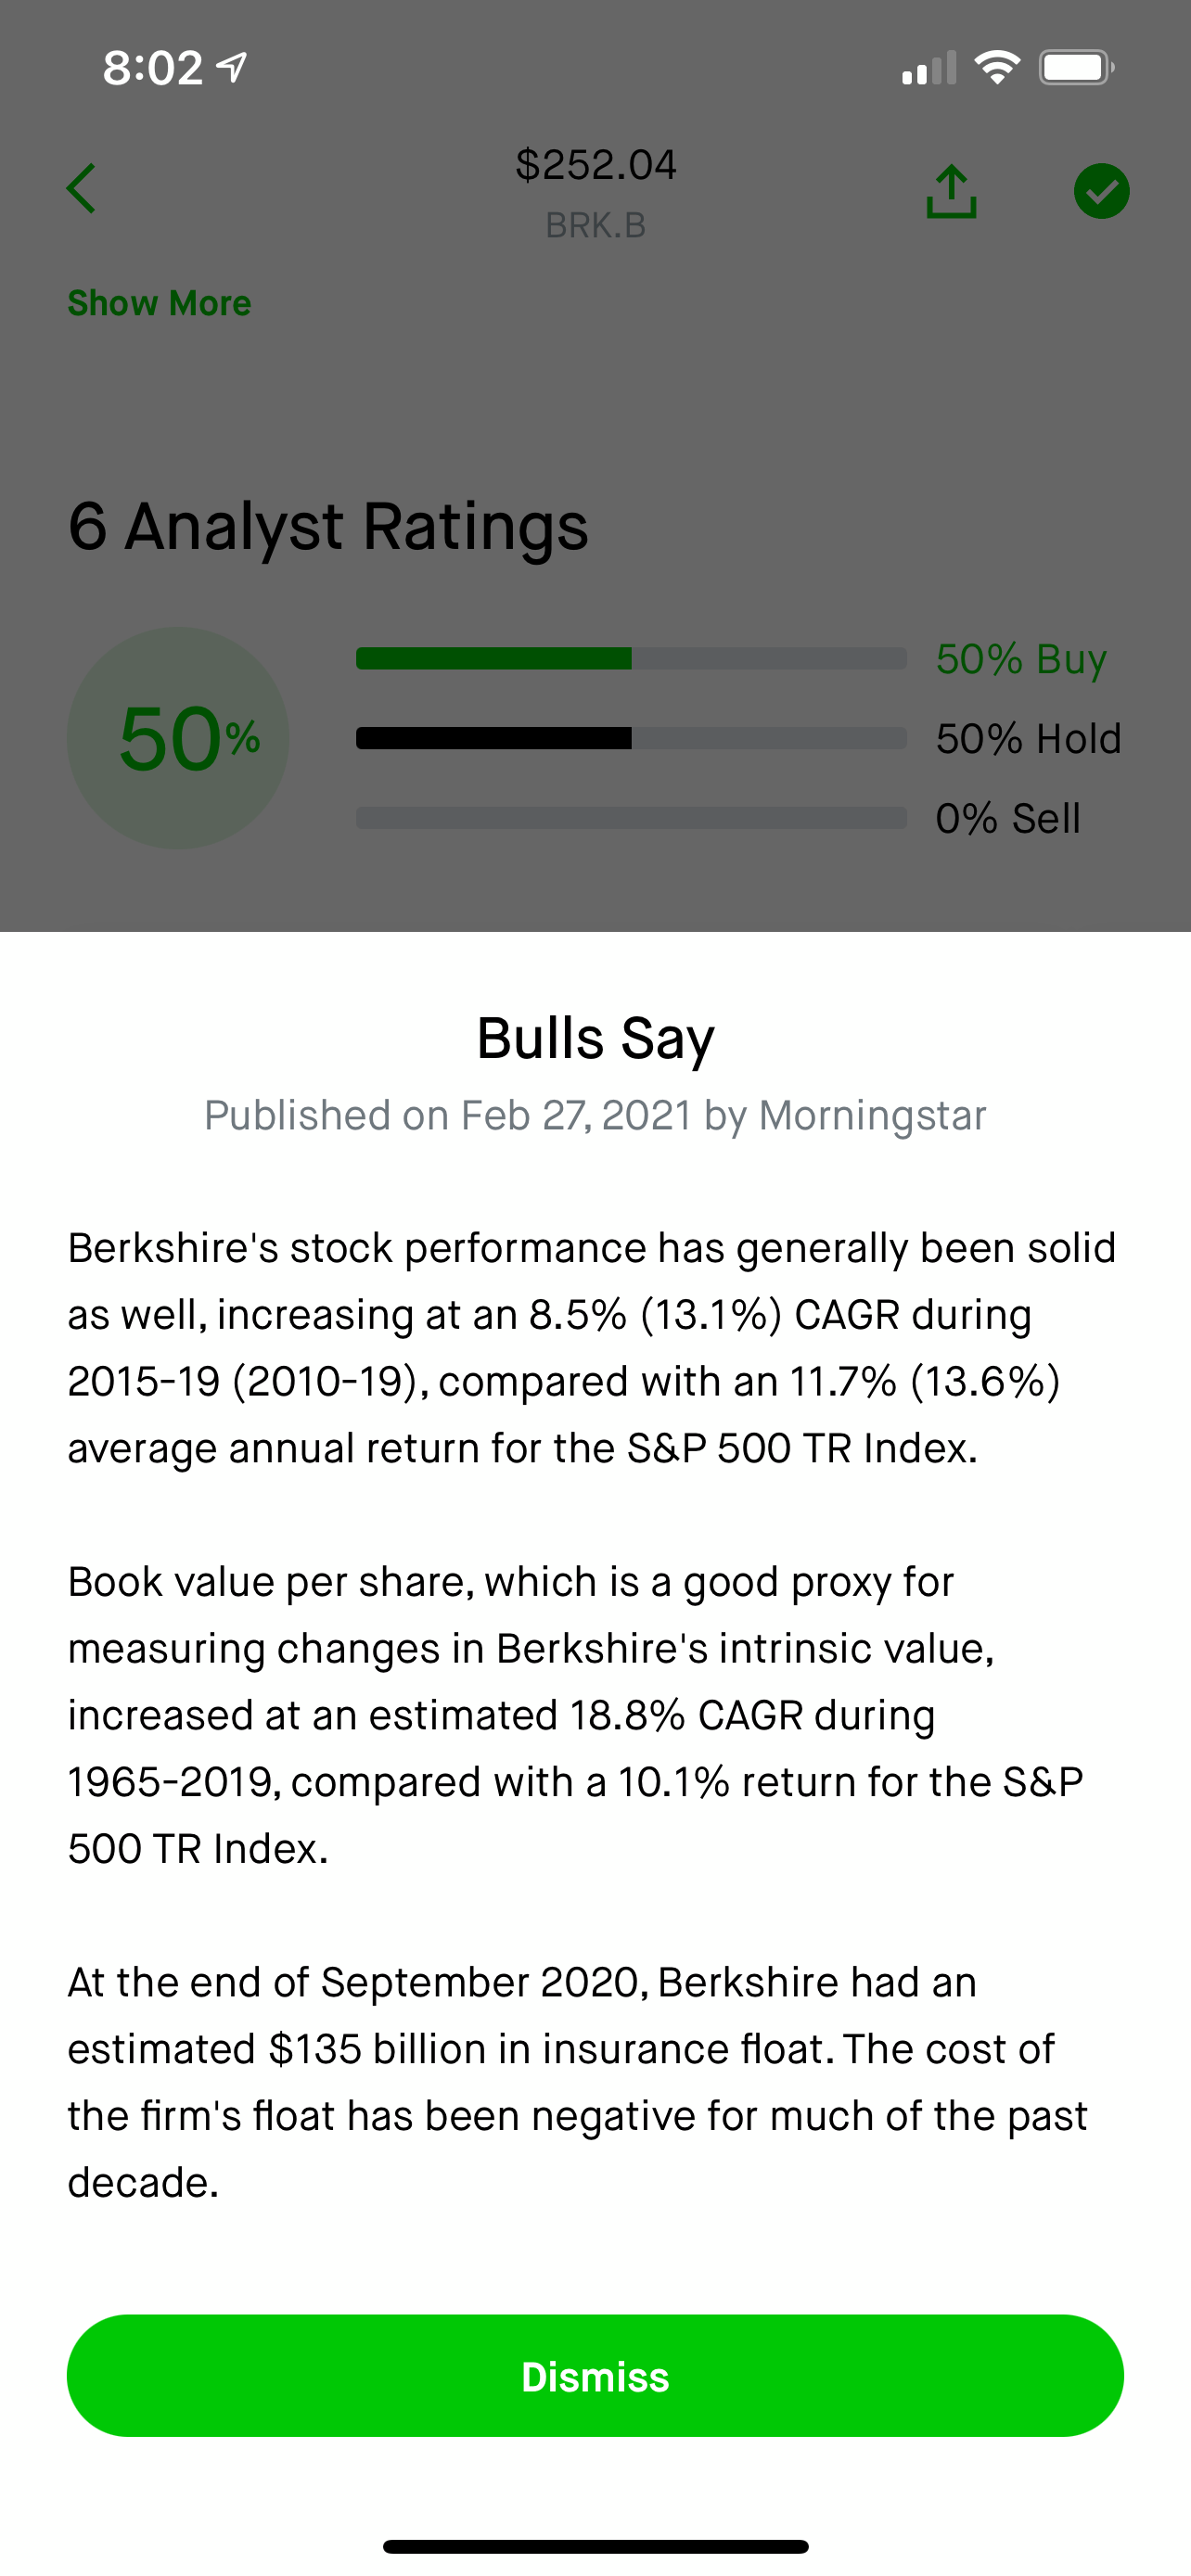 8:02
$252.04
BRK.B
Show More
6 Analyst Ratings
50%
50% Buy
50% Hold
0% Sell
Bulls Say
Published on Feb 27, 2021 by Morningstar
Berkshire's stock performance has generally been solid
as well, increasing at an 8.5% (13.1%) CAGR during
2015-19 (2010-19), compared with an 11.7% (13.6%)
average annual return for the S&P 500 TR Index.
Book value per share, which is a good proxy for
measuring changes in Berkshire's intrinsic value,
increased at an estimated 18.8% CAGR during
1965-2019, compared with a 10.1% return for the S&P
500 TR Index.
At the end of September 2020, Berkshire had an
estimated $135 billion in insurance float. The cost of
the firm's float has been negative for much of the past
decade.
Dismiss